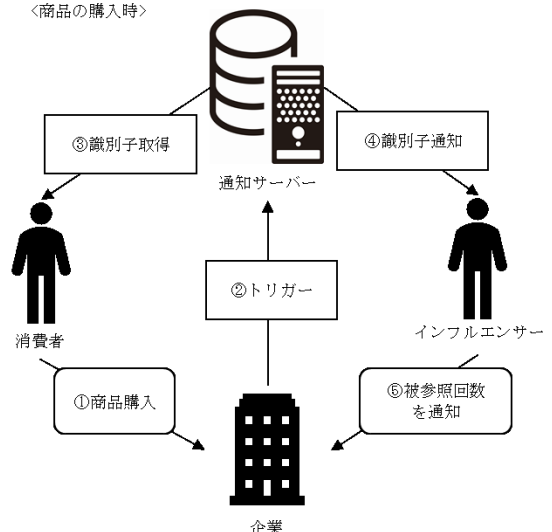 〈商品の購入時〉
③識別子取得
④識別子通知
通知サーバー
②トリガー
消費者
インフルエンサー
①商品購入
⑤被参照回数
を通知
企業